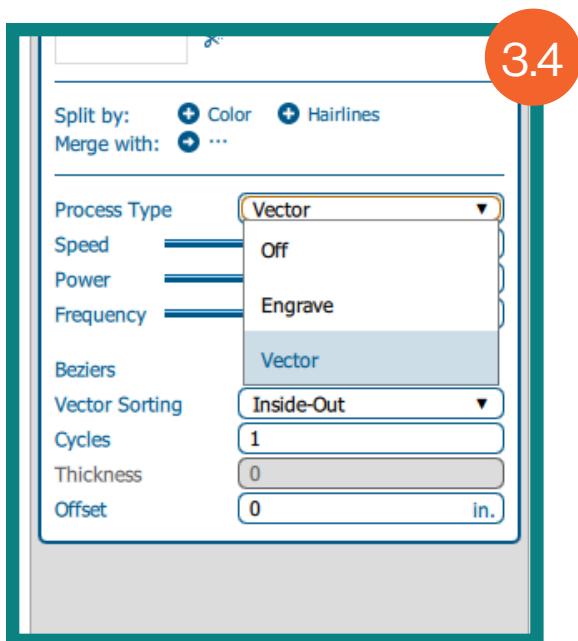 3.4
Split by: Color Hairlines
Merge with: ...
Process Type Vector
Speed
Off
Power
Engrave
Frequency
Vector
Beziers
Vector Sorting Inside-Out
Cycles 1
Thickness 0
Offset 0 in.